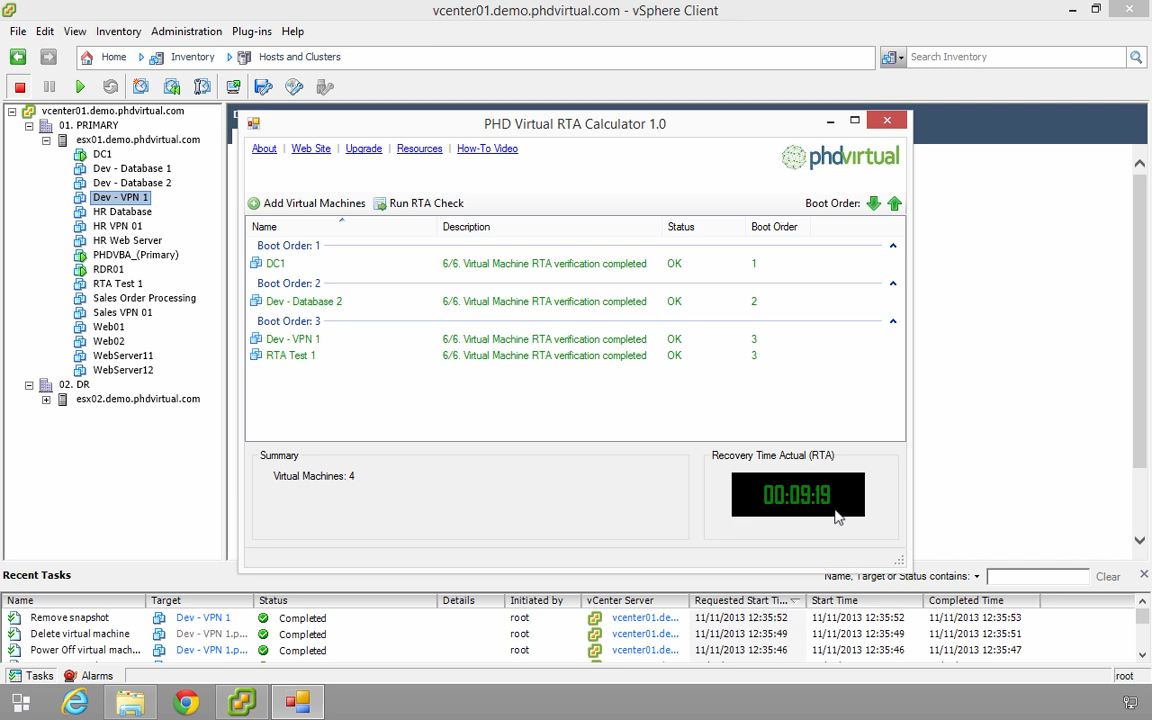 vcenter01.demo.phdvirtual.com - vSphere Client
File Edit View Inventory Administration Plug-ins Help
Home Inventory Hosts and Clusters Search Inventory
vcenter01.demo.phdvirtual.com
01. PRIMARY
esx01.demo.phdvirtual.com
DC1
Dev - Database 1
Dev - Database 2
Dev - VPN 1
HR Database
HR VPN 01
HR Web Server
PHDVBA_(Primary)
RDR01
RTA Test 1
Sales Order Processing
Sales VPN 01
Web01
Web02
WebServer11
WebServer12
02. DR
esx02.demo.phdvirtual.com
PHD Virtual RTA Calculator 1.0
About Web Site Upgrade Resources How-To Video
phdvirtual
Add Virtual Machines Run RTA Check Boot Order:
Name Description Status Boot Order
Boot Order: 1
DC1 6/6. Virtual Machine RTA verification completed OK 1
Boot Order: 2
Dev - Database 2 6/6. Virtual Machine RTA verification completed OK 2
Boot Order: 3
Dev - VPN 1 6/6. Virtual Machine RTA verification completed OK 3
RTA Test 1 6/6. Virtual Machine RTA verification completed OK 3
Summary
Virtual Machines: 4
Recovery Time Actual (RTA)
00:09:19
Recent Tasks Name, Target or Status contains: Clear
Name Target Status Details Initiated by vCenter Server Requested Start Ti... Start Time Completed Time
Remove snapshot Dev - VPN 1 Completed root vcenter01.de... 11/11/2013 12:35:52 11/11/2013 12:35:52 11/11/2013 12:35:53
Delete virtual machine Dev - VPN 1.p... Completed root vcenter01.de... 11/11/2013 12:35:49 11/11/2013 12:35:49 11/11/2013 12:35:51
Power Off virtual mach... Dev - VPN 1.p... Completed root vcenter01.de... 11/11/2013 12:35:46 11/11/2013 12:35:46 11/11/2013 12:35:47
Tasks Alarms root